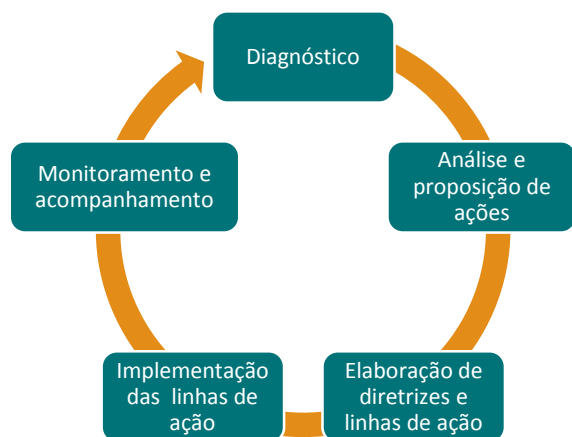 Diagnóstico
Análise e
proposição de
ações
Elaboração de
diretrizes e
linhas de ação
Implementação
das linhas de
ação
Monitoramento e
acompanhamento